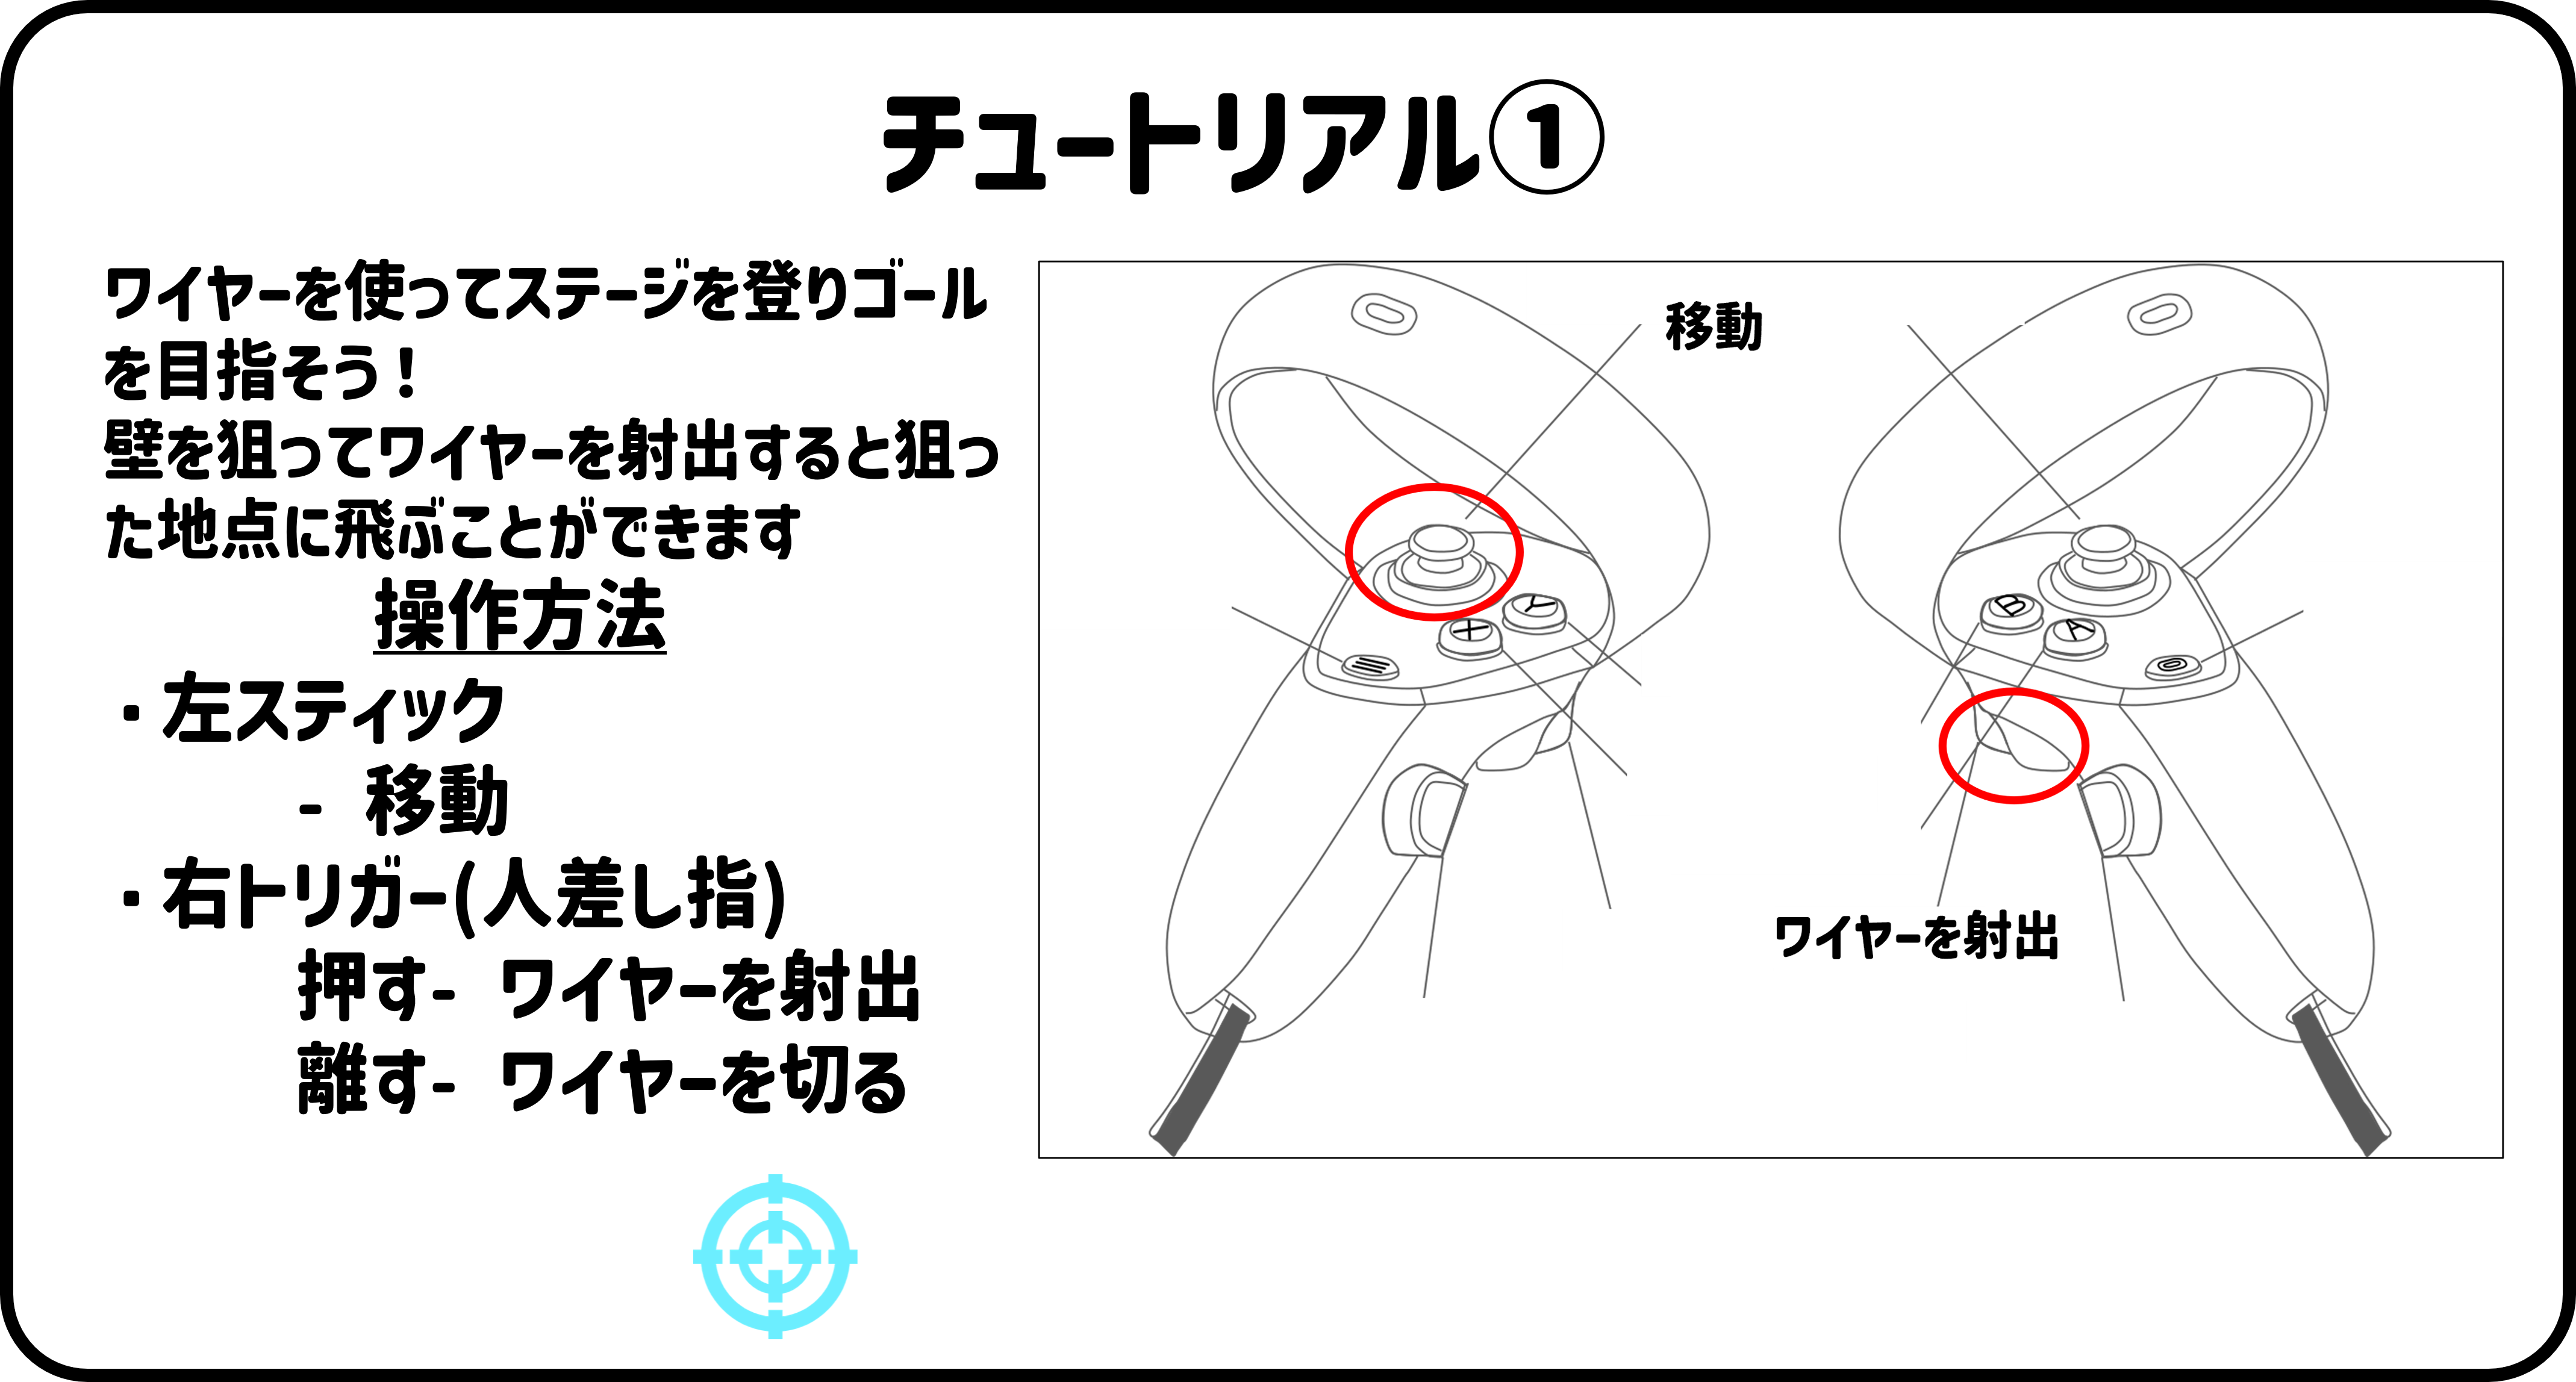 チュートリアル①
ワイヤーを使ってステージを登りゴール
を目指そう！
壁を狙ってワイヤーを射出すると狙っ
た地点に飛ぶことができます
操作方法
・左スティック
- 移動
・右トリガー(人差し指)
押す- ワイヤーを射出
離す- ワイヤーを切る
移動
Y
X
B
A
ワイヤーを射出